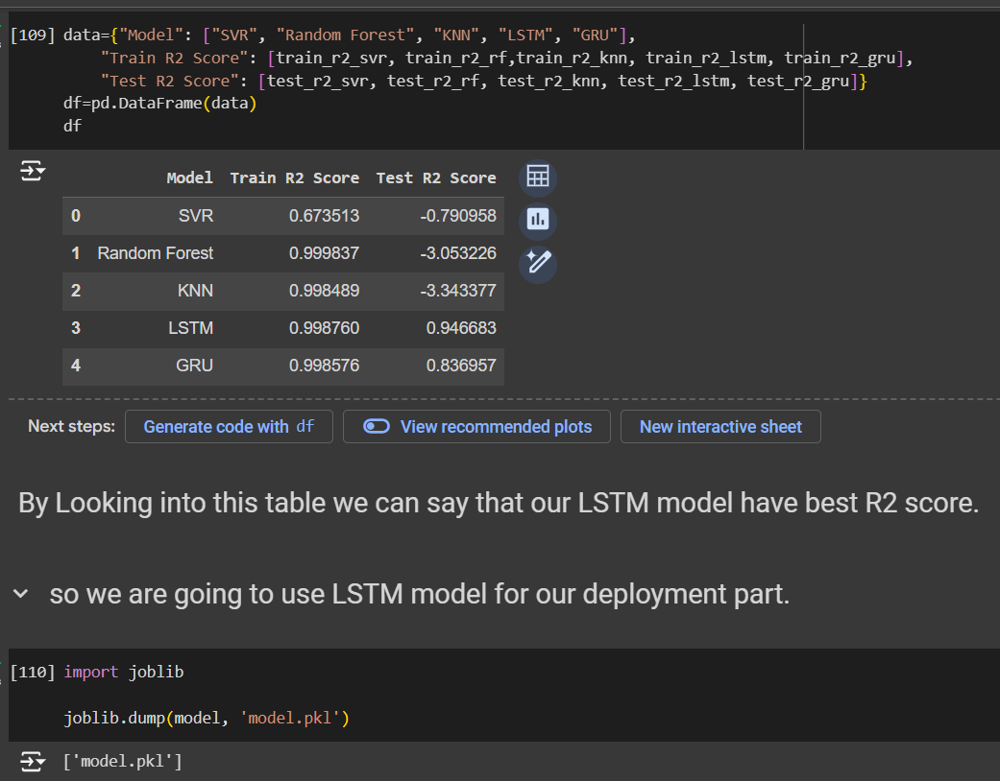 [109] data={"Model": ["SVR", "Random Forest", "KNN", "LSTM", "GRU"],
"Train R2 Score": [train_r2_svr, train_r2_rf,train_r2_knn, train_r2_lstm, train_r2_gru],
"Test R2 Score": [test_r2_svr, test_r2_rf, test_r2_knn, test_r2_lstm, test_r2_gru]}
df=pd.DataFrame(data)
df
Model Train R2 Score Test R2 Score
0 SVR 0.673513 -0.790958
1 Random Forest 0.999837 -3.053226
2 KNN 0.998489 -3.343377
3 LSTM 0.998760 0.946683
4 GRU 0.998576 0.836957
Next steps: Generate code with df View recommended plots New interactive sheet
By Looking into this table we can say that our LSTM model have best R2 score.
so we are going to use LSTM model for our deployment part.
[110] import joblib
joblib.dump(model, 'model.pkl')
['model.pkl']